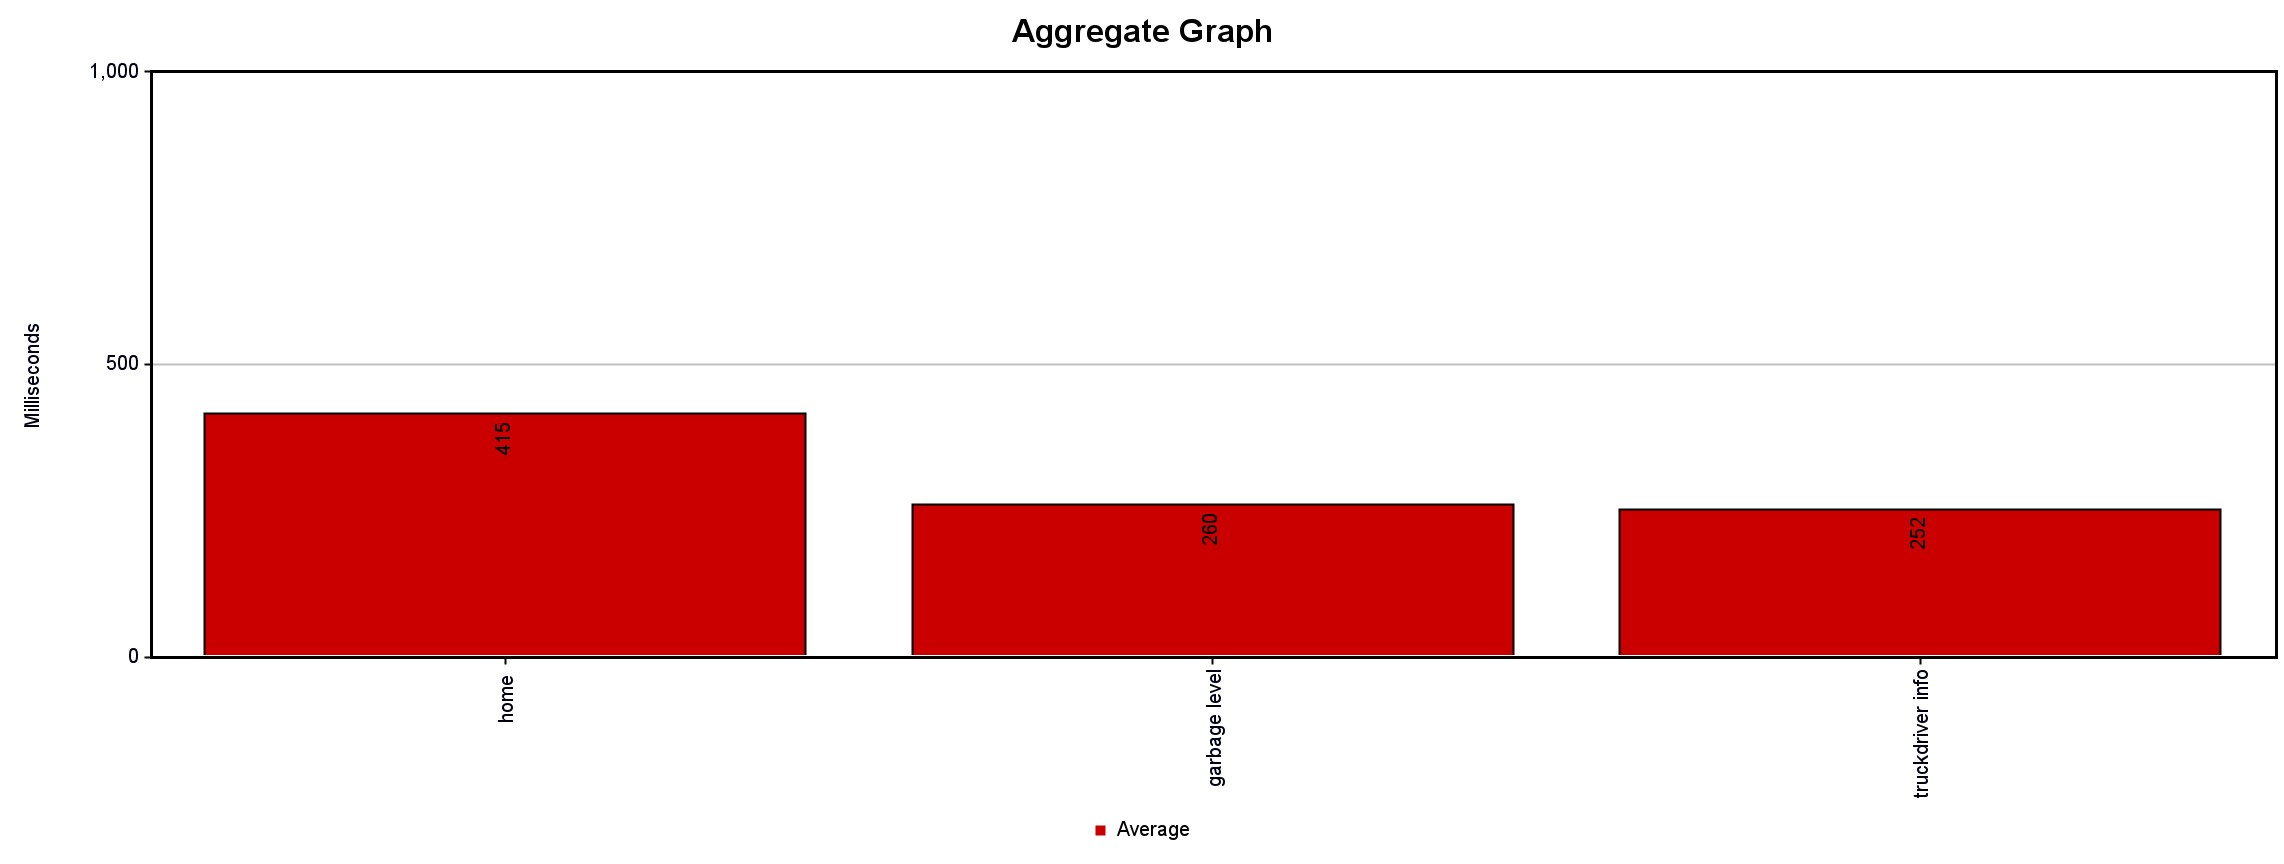 Aggregate Graph
1,000
500
0
Milliseconds
415
260
252
home
garbage level
truckdriver info
Average